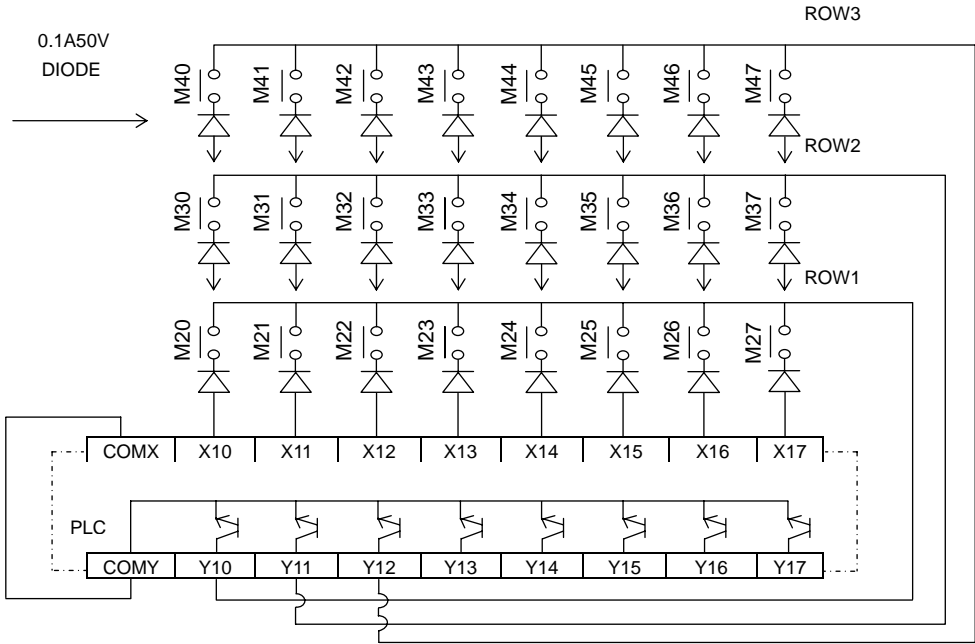 ROW3
0.1A50V
DIODE
M40 M41 M42 M43 M44 M45 M46 M47
ROW2
M30 M31 M32 M33 M34 M35 M36 M37
ROW1
M20 M21 M22 M23 M24 M25 M26 M27
COMX X10 X11 X12 X13 X14 X15 X16 X17
PLC
COMY Y10 Y11 Y12 Y13 Y14 Y15 Y16 Y17